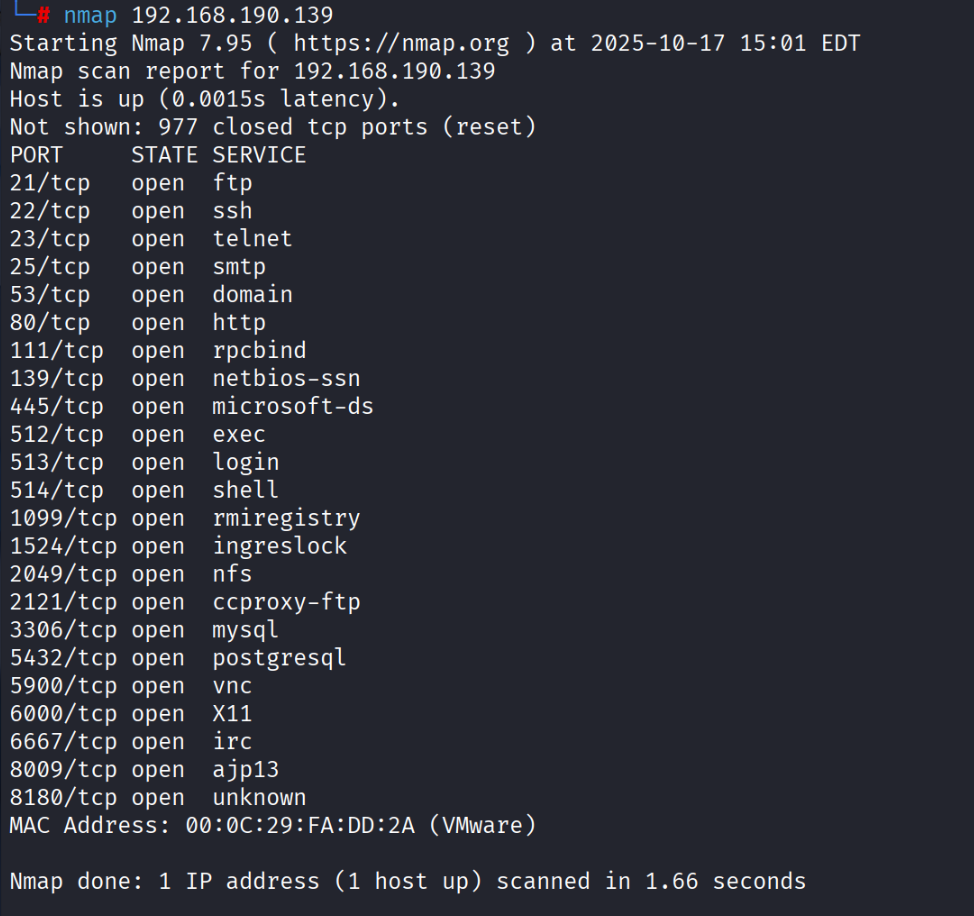 └─# nmap 192.168.190.139
Starting Nmap 7.95 ( https://nmap.org ) at 2025-10-17 15:01 EDT
Nmap scan report for 192.168.190.139
Host is up (0.0015s latency).
Not shown: 977 closed tcp ports (reset)
PORT     STATE SERVICE
21/tcp   open  ftp
22/tcp   open  ssh
23/tcp   open  telnet
25/tcp   open  smtp
53/tcp   open  domain
80/tcp   open  http
111/tcp  open  rpcbind
139/tcp  open  netbios-ssn
445/tcp  open  microsoft-ds
512/tcp  open  exec
513/tcp  open  login
514/tcp  open  shell
1099/tcp open  rmiregistry
1524/tcp open  ingreslock
2049/tcp open  nfs
2121/tcp open  ccproxy-ftp
3306/tcp open  mysql
5432/tcp open  postgresql
5900/tcp open  vnc
6000/tcp open  X11
6667/tcp open  irc
8009/tcp open  ajp13
8180/tcp open  unknown
MAC Address: 00:0C:29:FA:DD:2A (VMware)
Nmap done: 1 IP address (1 host up) scanned in 1.66 seconds